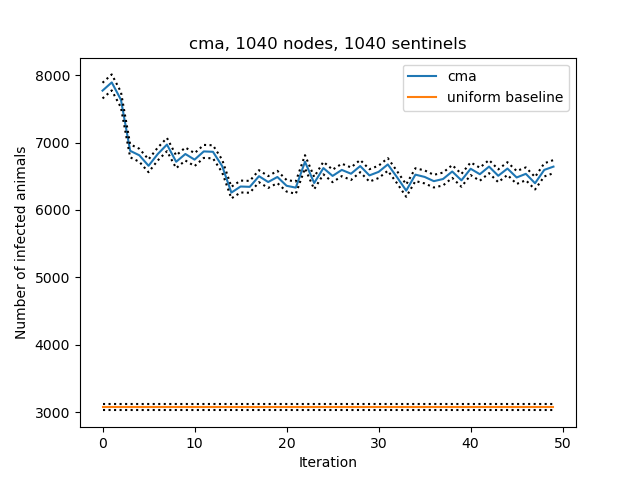 cma, 1040 nodes, 1040 sentinels
cma
uniform baseline
Number of infected animals
8000
7000
6000
5000
4000
3000
0 10 20 30 40 50
Iteration